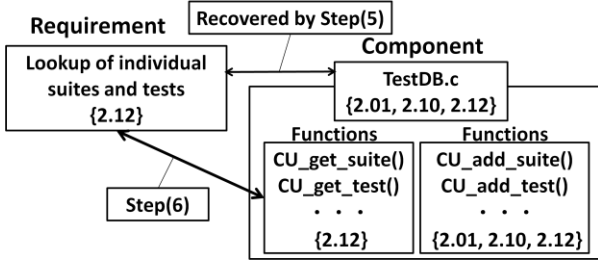 Recovered by Step(5)
Requirement
Lookup of individual
suites and tests
{2.12}
Component
TestDB.c
{2.01, 2.10, 2.12}
Step(6)
Functions
CU_get_suite()
CU_get_test()
. . .
{2.12}
Functions
CU_add_suite()
CU_add_test()
. . .
{2.01, 2.10, 2.12}